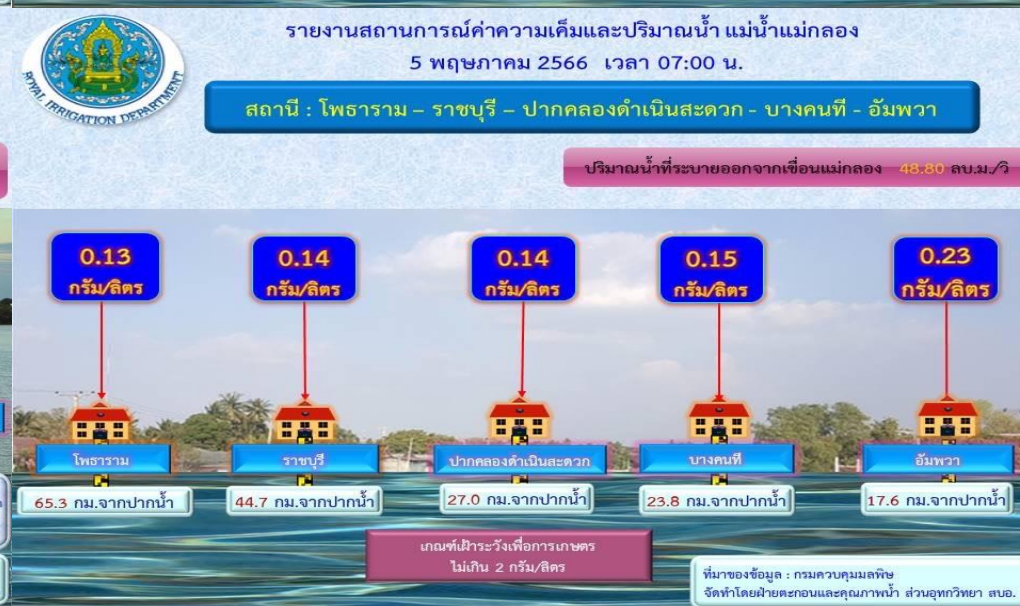 รายงานสถานการณ์ค่าความเค็มและปริมาณน้ำ แม่น้ำแม่กลอง
5 พฤษภาคม 2566 เวลา 07:00 น.
ROYAL IRRIGATION DEPARTMENT
สถานี : โพธาราม – ราชบุรี – ปากคลองดำเนินสะดวก - บางคนที - อัมพวา
ปริมาณน้ำที่ระบายออกจากเขื่อนแม่กลอง 48.80 ลบ.ม./วิ
0.13 0.14 0.14 0.15 0.23
กรัม/ลิตร กรัม/ลิตร กรัม/ลิตร กรัม/ลิตร กรัม/ลิตร
โพธาราม ราชบุรี ปากคลองดำเนินสะดวก บางคนที อัมพวา
65.3 กม.จากปากน้ำ 44.7 กม.จากปากน้ำ 27.0 กม.จากปากน้ำ 23.8 กม.จากปากน้ำ 17.6 กม.จากปากน้ำ
เกณฑ์เฝ้าระวังเพื่อการเกษตร
ไม่เกิน 2 กรัม/ลิตร
ที่มาของข้อมูล : กรมควบคุมมลพิษ
จัดทำโดยฝ่ายตะกอนและคุณภาพน้ำ ส่วนอุทกวิทยา สบอ.